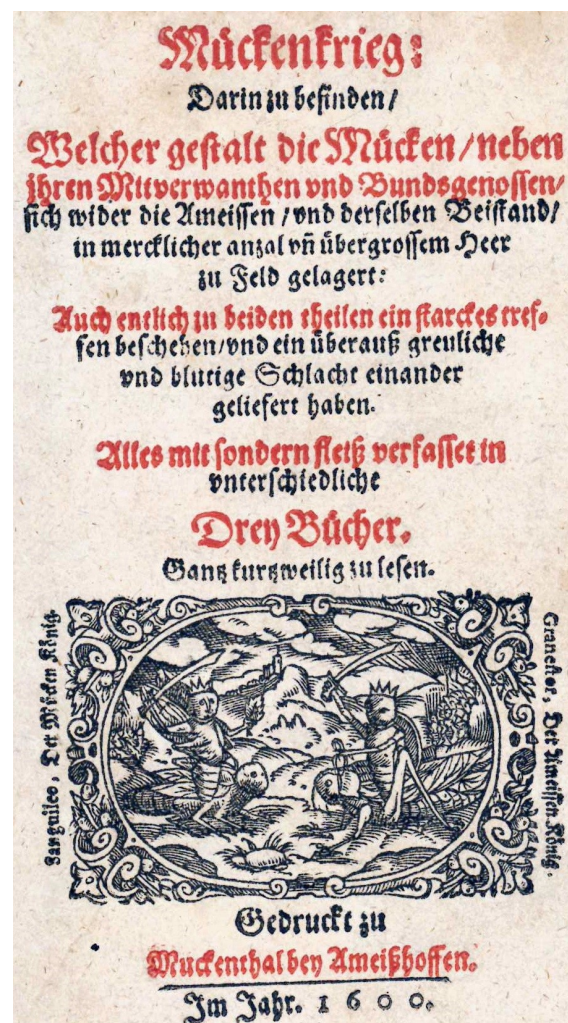 Mückenkrieg:
Darin zu befinden/
Welcher gestalt die Mücken/neben
jhren Mitverwanthen vnd Bundsgenossen/
sich wider die Ameissen/vnd derselben Beistand/
in mercklicher anzal vñ übergrossem Heer
zu Feld gelagert:
Auch entlich zu beiden theilen ein starckes tref-
fen beschehen/vnd ein überauß greuliche
vnd blutige Schlacht einander
geliefert haben.
Alles mit sondern fleiß verfasset in
vnterschiedliche
Drey Bücher.
Gantz kurtzweilig zu lesen.
Sanguileo, Der Mücken König.
Granestor, Der Ameissen König.
Gedruckt zu
Muckenthal bey Ameißhoffen.
Im Jahr. 1600.